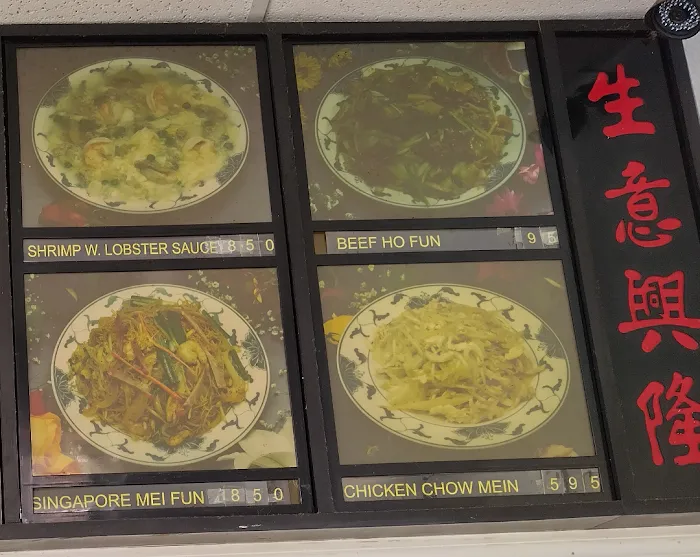 SHRIMP W. LOBSTER SAUCE 8 5 0
BEEF HO FUN 9 5
SINGAPORE MEI FUN 8 5 0
CHICKEN CHOW MEIN 5 9 5
生意興隆